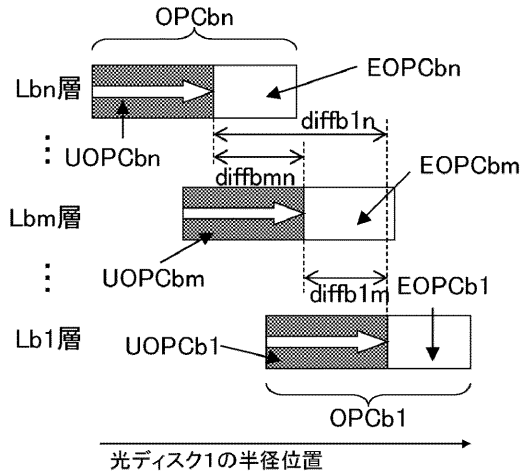 OPCbn
Lbn層
EOPCbn
UOPCbn
diffb1n
diffbmn
EOPCbm
Lbm層
UOPCbm
diffb1m
EOPCb1
Lb1層
UOPCb1
OPCb1
光ディスク1の半径位置